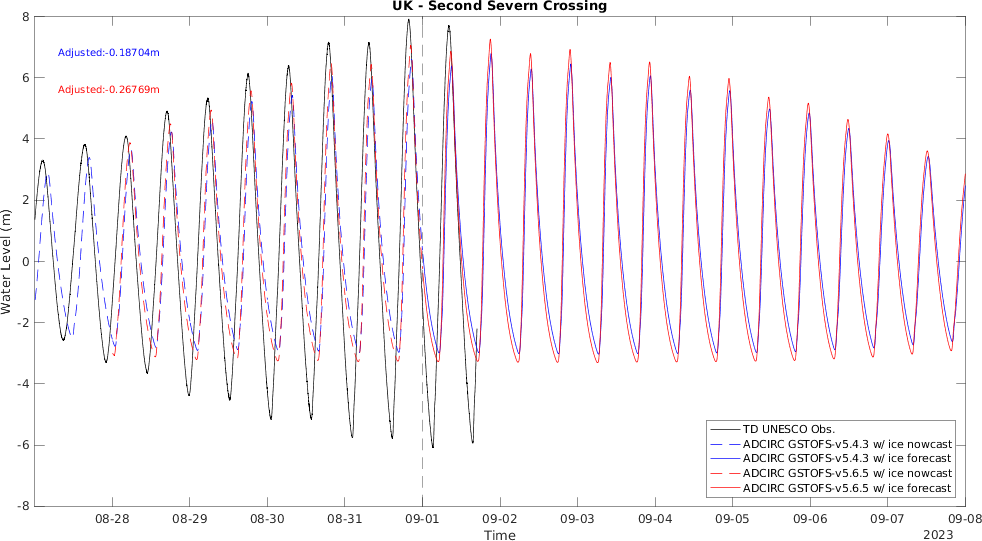 UK - Second Severn Crossing
8
6
4
2
0
-2
-4
-6
-8
Water Level (m)
Adjusted:-0.18704m
Adjusted:-0.26769m
TD UNESCO Obs.
ADCIRC GSTOFS-v5.4.3 w/ ice nowcast
ADCIRC GSTOFS-v5.4.3 w/ ice forecast
ADCIRC GSTOFS-v5.6.5 w/ ice nowcast
ADCIRC GSTOFS-v5.6.5 w/ ice forecast
08-28 08-29 08-30 08-31 09-01 09-02 09-03 09-04 09-05 09-06 09-07 09-08
Time
2023